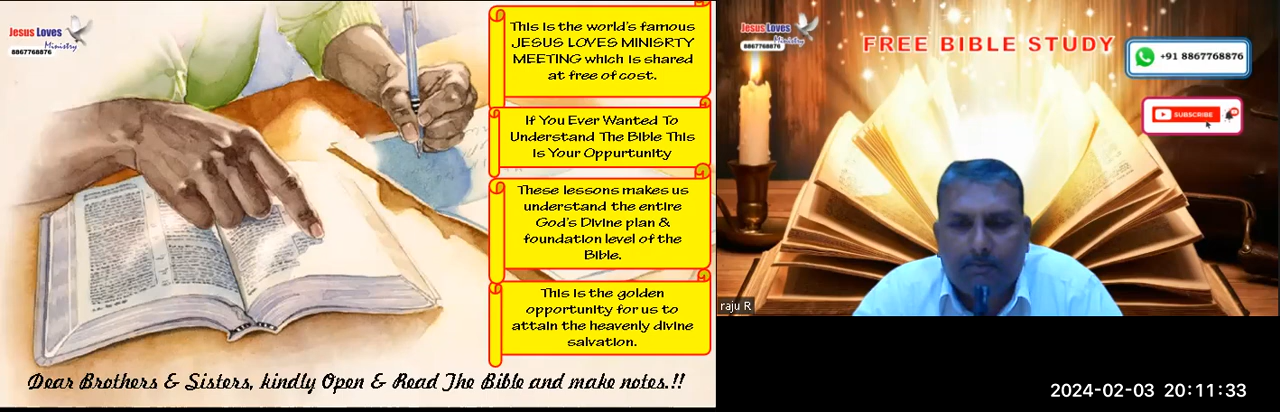 Jesus Loves
Ministry
8867768876
This is the world's famous
JESUS LOVES MINISRTY
MEETING which is shared
at free of cost.
If You Ever Wanted To
Understand The Bible This
is Your Oppurtunity
These lessons makes us
understand the entire
God's Divine plan &
foundation level of the
Bible.
This is the golden
opportunity for us to
attain the heavenly divine
salvation.
Dear Brothers & Sisters, kindly Open & Read The Bible and make notes.!!
Jesus Loves
Ministry
8867768876
FREE BIBLE STUDY
+91 8867768876
SUBSCRIBE
raju R
2024-02-03 20:11:33